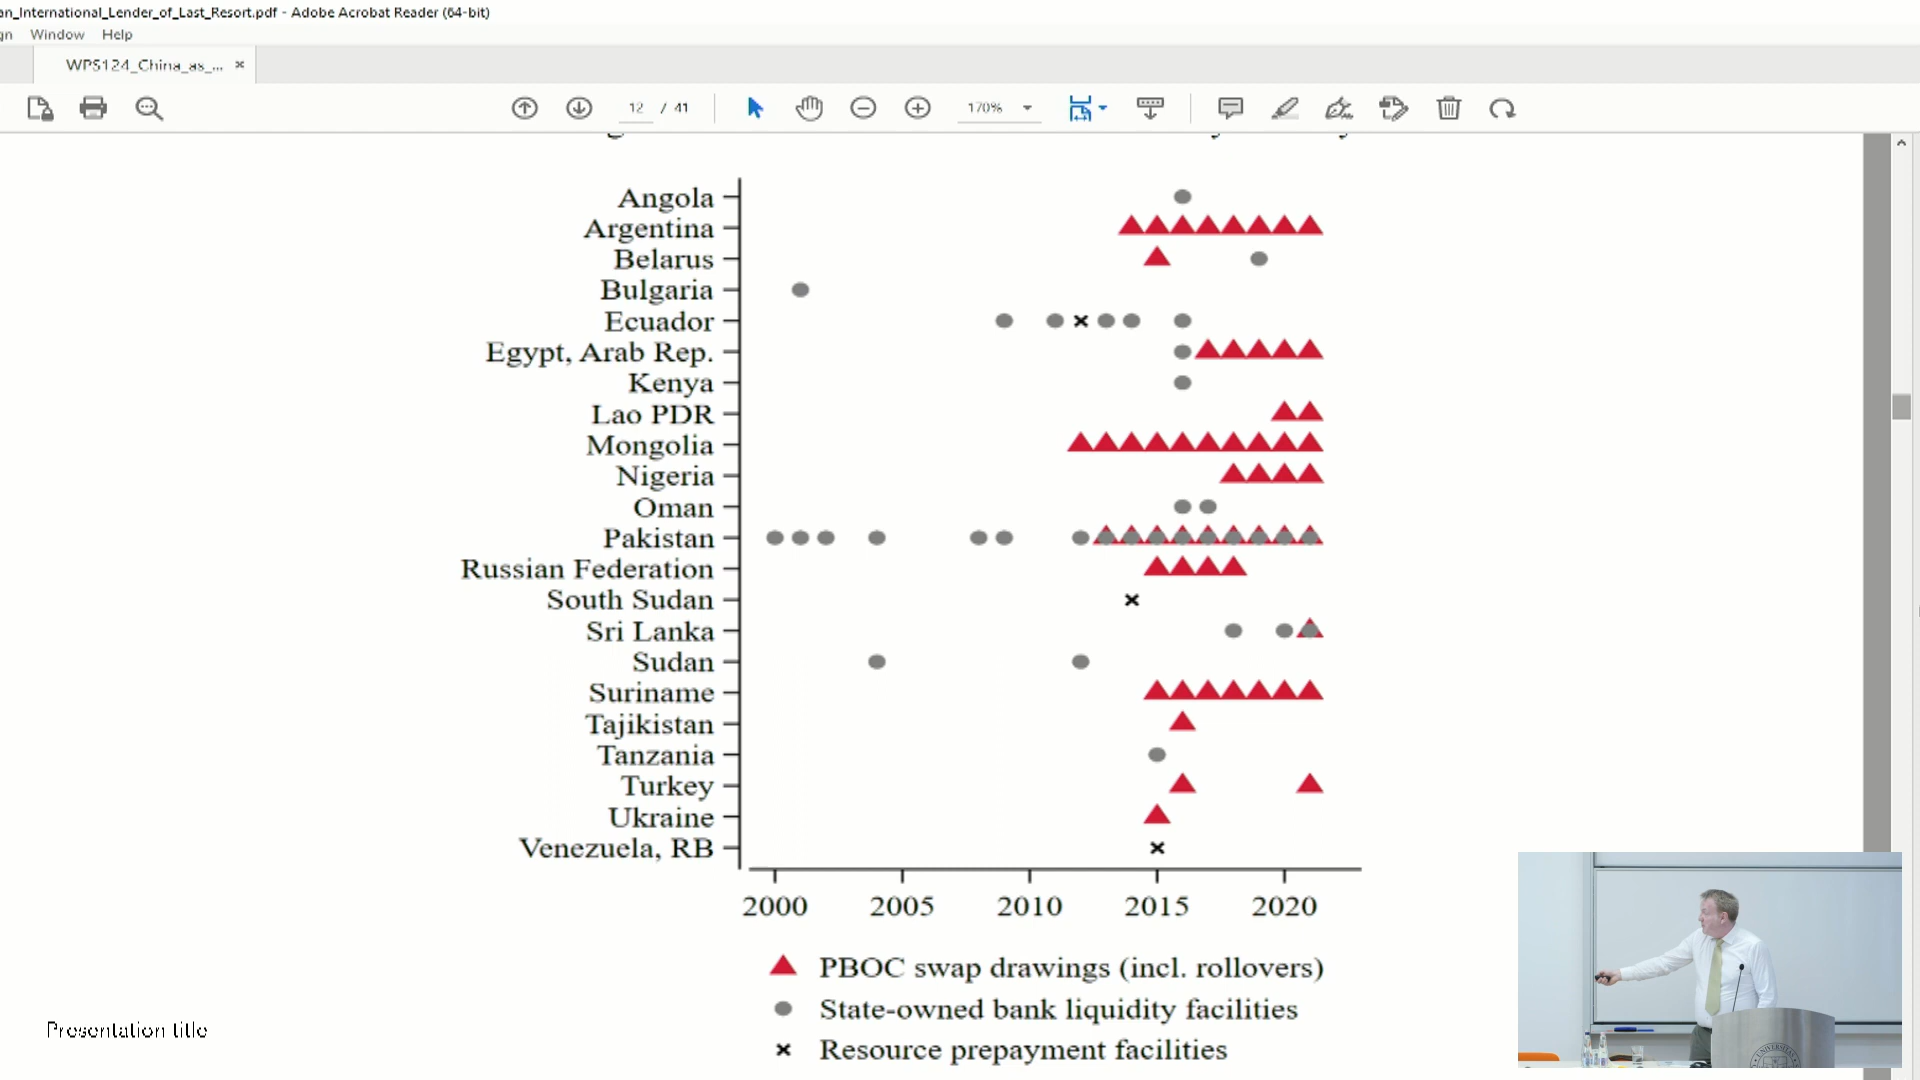 an_International_Lender_of_Last_Resort.pdf - Adobe Acrobat Reader (64-bit)
gn Window Help
WPS124_China_as_... ×
12 / 41
170%
Angola
Argentina
Belarus
Bulgaria
Ecuador
Egypt, Arab Rep.
Kenya
Lao PDR
Mongolia
Nigeria
Oman
Pakistan
Russian Federation
South Sudan
Sri Lanka
Sudan
Suriname
Tajikistan
Tanzania
Turkey
Ukraine
Venezuela, RB
2000 2005 2010 2015 2020
PBOC swap drawings (incl. rollovers)
State-owned bank liquidity facilities
Resource prepayment facilities
Presentation title